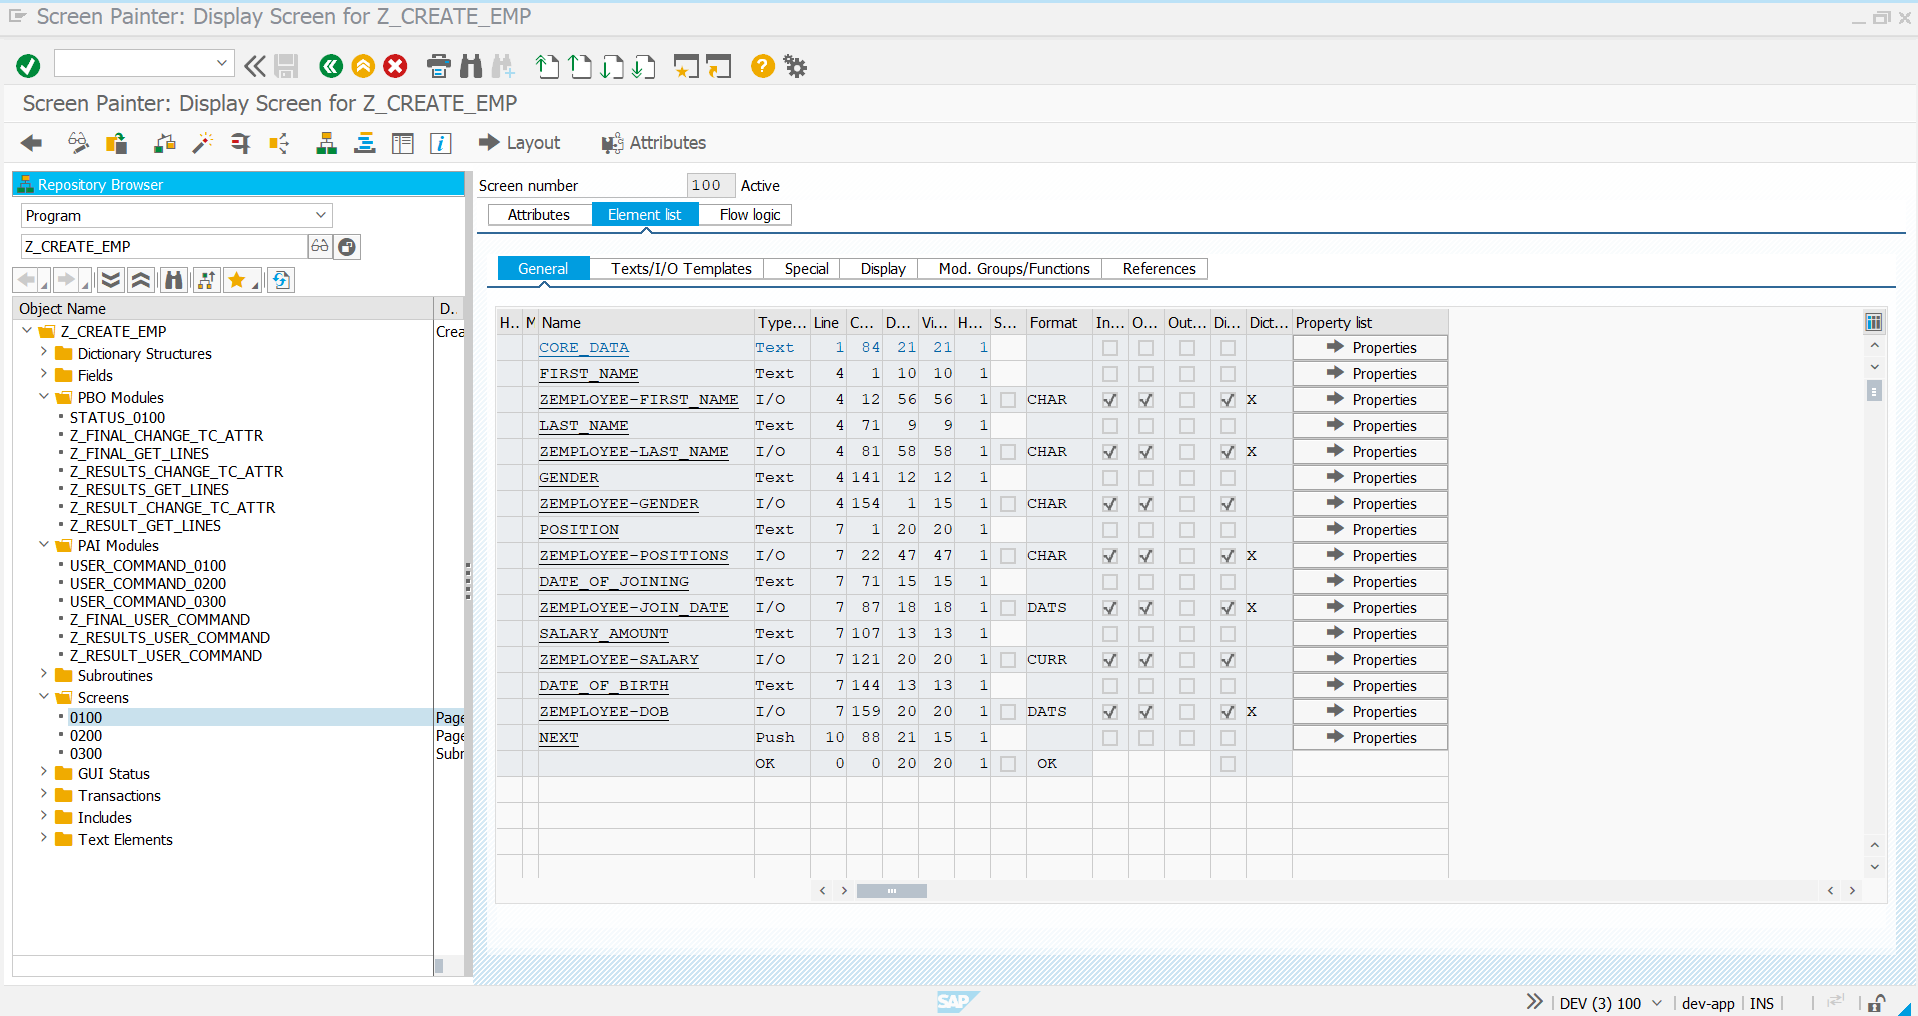 Screen Painter: Display Screen for Z_CREATE_EMP
Screen Painter: Display Screen for Z_CREATE_EMP
Layout Attributes
Repository Browser
Program
Z_CREATE_EMP
Object Name D..
Z_CREATE_EMP Crea
Dictionary Structures
Fields
PBO Modules
STATUS_0100
Z_FINAL_CHANGE_TC_ATTR
Z_FINAL_GET_LINES
Z_RESULTS_CHANGE_TC_ATTR
Z_RESULTS_GET_LINES
Z_RESULT_CHANGE_TC_ATTR
Z_RESULT_GET_LINES
PAI Modules
USER_COMMAND_0100
USER_COMMAND_0200
USER_COMMAND_0300
Z_FINAL_USER_COMMAND
Z_RESULTS_USER_COMMAND
Z_RESULT_USER_COMMAND
Subroutines
Screens
0100 Page
0200 Page
0300 Subr
GUI Status
Transactions
Includes
Text Elements
Screen number 100 Active
Attributes Element list Flow logic
General Texts/I/O Templates Special Display Mod. Groups/Functions References
H.. M Name Type... Line C... D... Vi... H... S... Format In... O... Out... Di... Dict... Property list
CORE_DATA Text 1 84 21 21 1 Properties
FIRST_NAME Text 4 1 10 10 1 Properties
ZEMPLOYEE-FIRST_NAME I/O 4 12 56 56 1 CHAR X Properties
LAST_NAME Text 4 71 9 9 1 Properties
ZEMPLOYEE-LAST_NAME I/O 4 81 58 58 1 CHAR X Properties
GENDER Text 4 141 12 12 1 Properties
ZEMPLOYEE-GENDER I/O 4 154 1 15 1 CHAR Properties
POSITION Text 7 1 20 20 1 Properties
ZEMPLOYEE-POSITIONS I/O 7 22 47 47 1 CHAR X Properties
DATE_OF_JOINING Text 7 71 15 15 1 Properties
ZEMPLOYEE-JOIN_DATE I/O 7 87 18 18 1 DATS X Properties
SALARY_AMOUNT Text 7 107 13 13 1 Properties
ZEMPLOYEE-SALARY I/O 7 121 20 20 1 CURR Properties
DATE_OF_BIRTH Text 7 144 13 13 1 Properties
ZEMPLOYEE-DOB I/O 7 159 20 20 1 DATS X Properties
NEXT Push 10 88 21 15 1 Properties
OK 0 0 20 20 1 OK
SAP
DEV (3) 100 dev-app INS